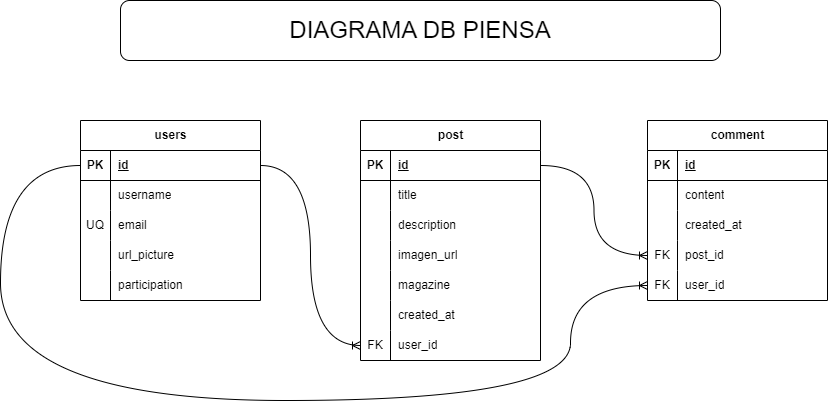 DIAGRAMA DB PIENSA
users
PK id
username
UQ email
url_picture
participation
post
PK id
title
description
imagen_url
magazine
created_at
FK user_id
comment
PK id
content
created_at
FK post_id
FK user_id